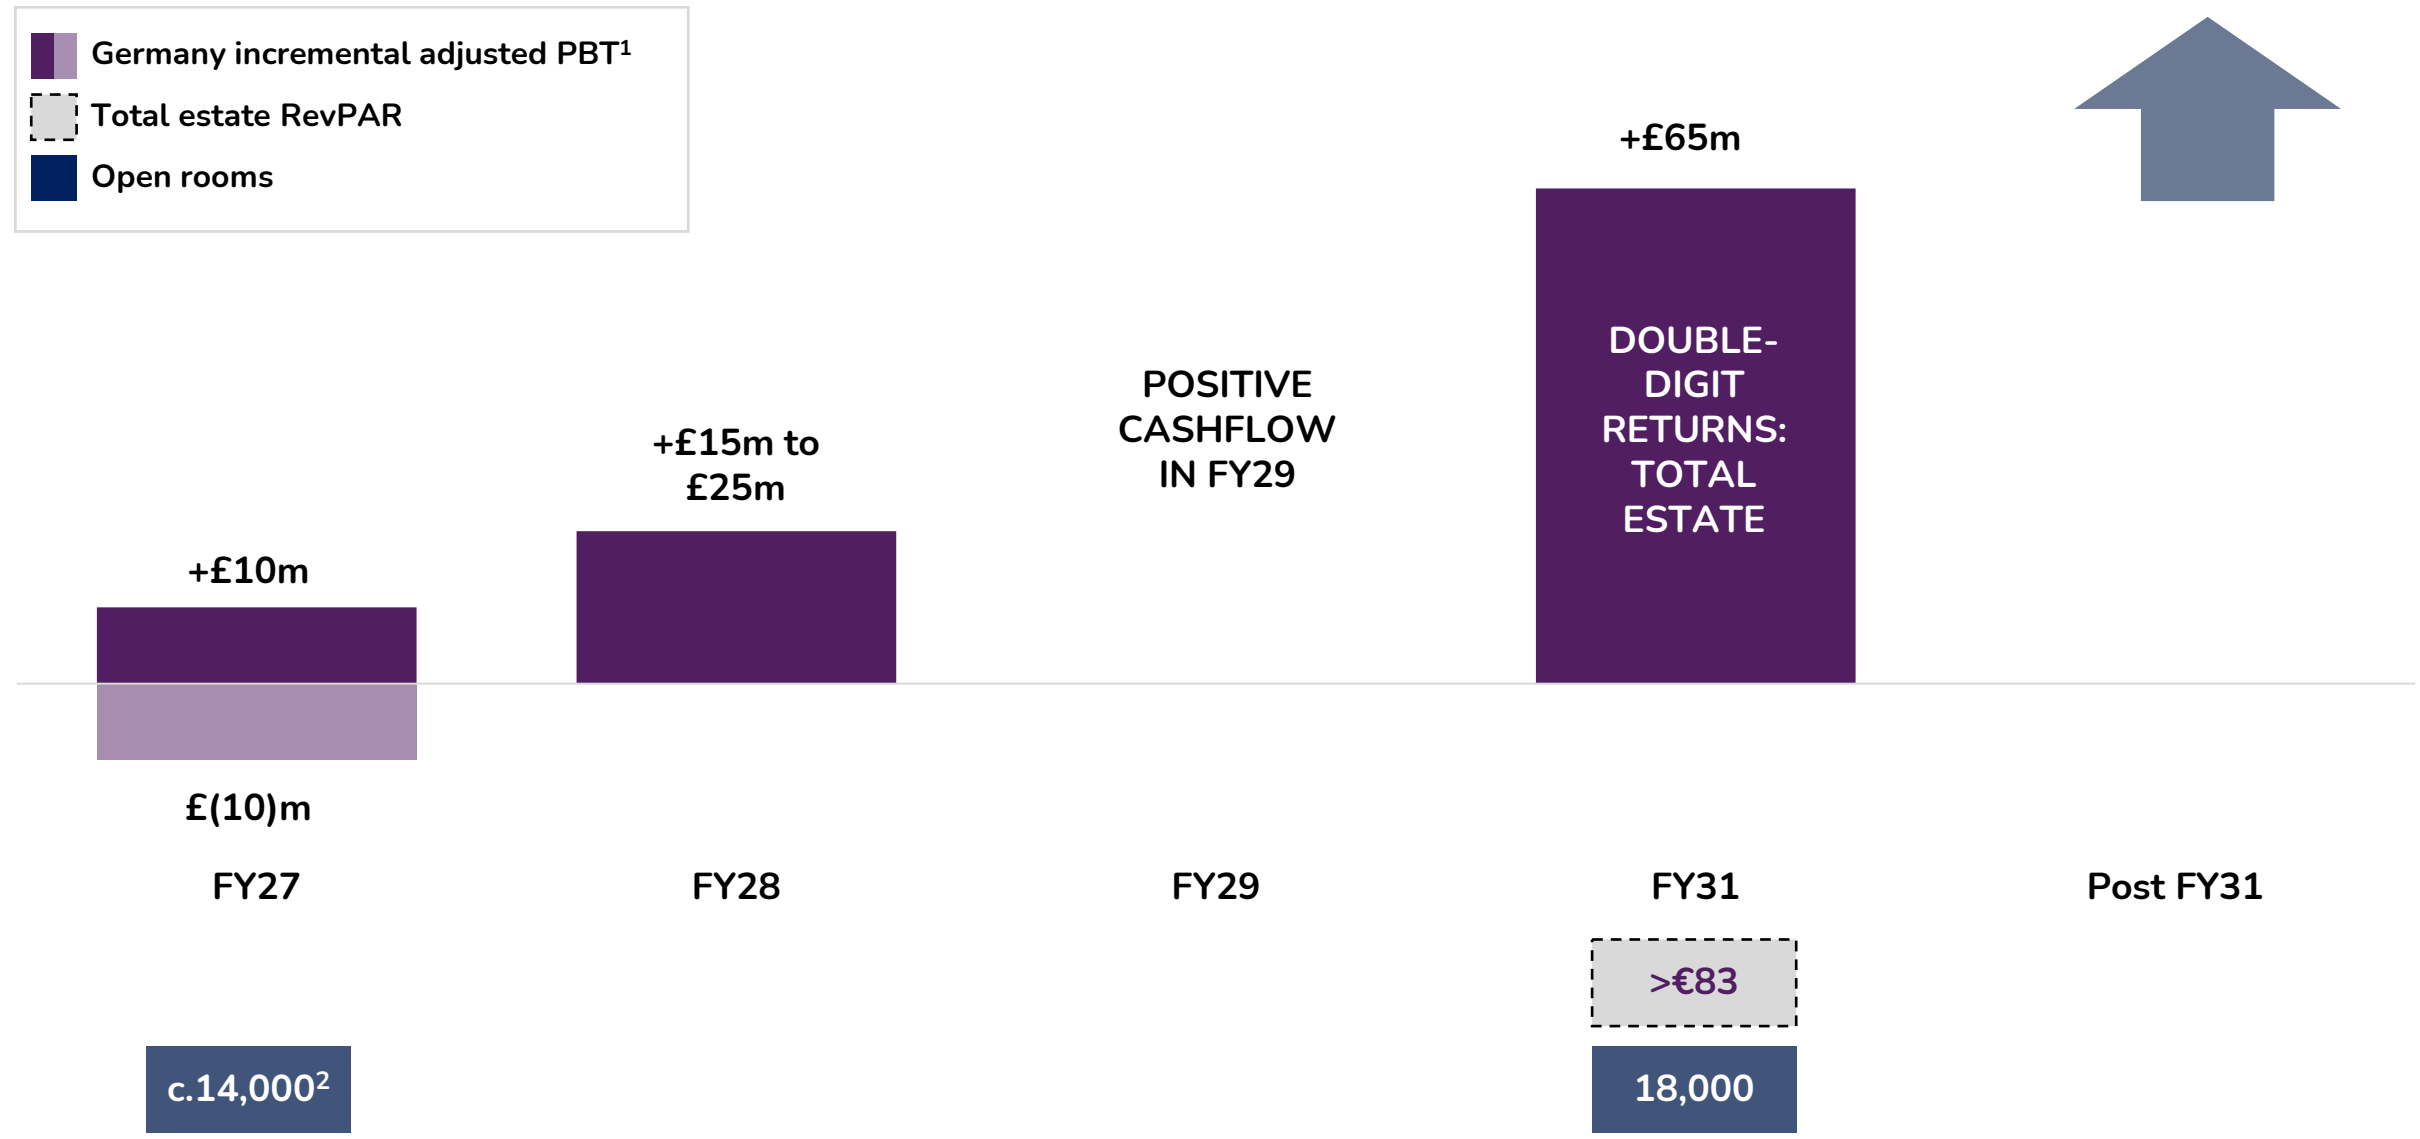 Germany incremental adjusted PBT¹
Total estate RevPAR
Open rooms
+£10m
£(10)m
+£15m to
£25m
POSITIVE
CASHFLOW
IN FY29
+£65m
DOUBLE-
DIGIT
RETURNS:
TOTAL
ESTATE
FY27
FY28
FY29
FY31
Post FY31
>€83
c.14,000²
18,000